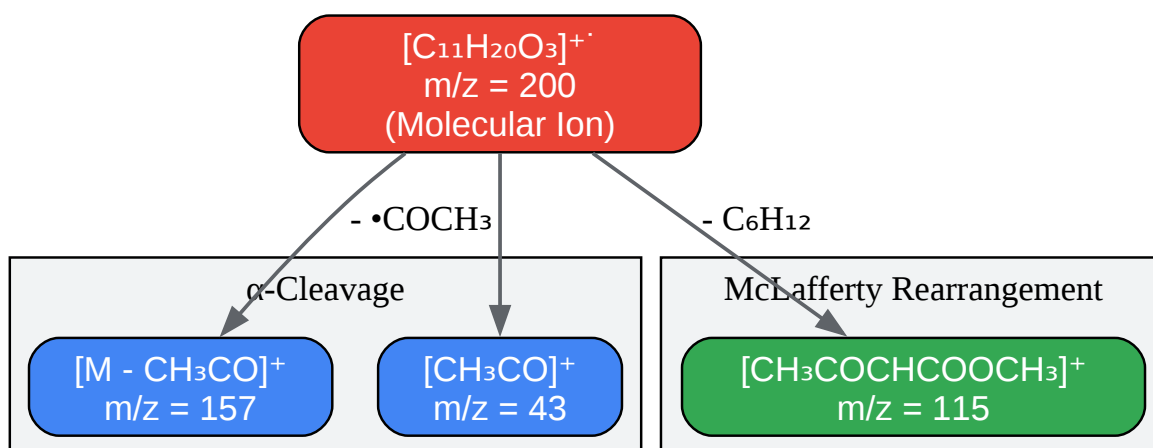 [C₁₁H₂₀O₃]⁺˙
m/z = 200
(Molecular Ion)
- •COCH₃
- C₆H₁₂
α-Cleavage
McLafferty Rearrangement
[M - CH₃CO]⁺
m/z = 157
[CH₃CO]⁺
m/z = 43
[CH₃COCHCOOCH₃]⁺
m/z = 115